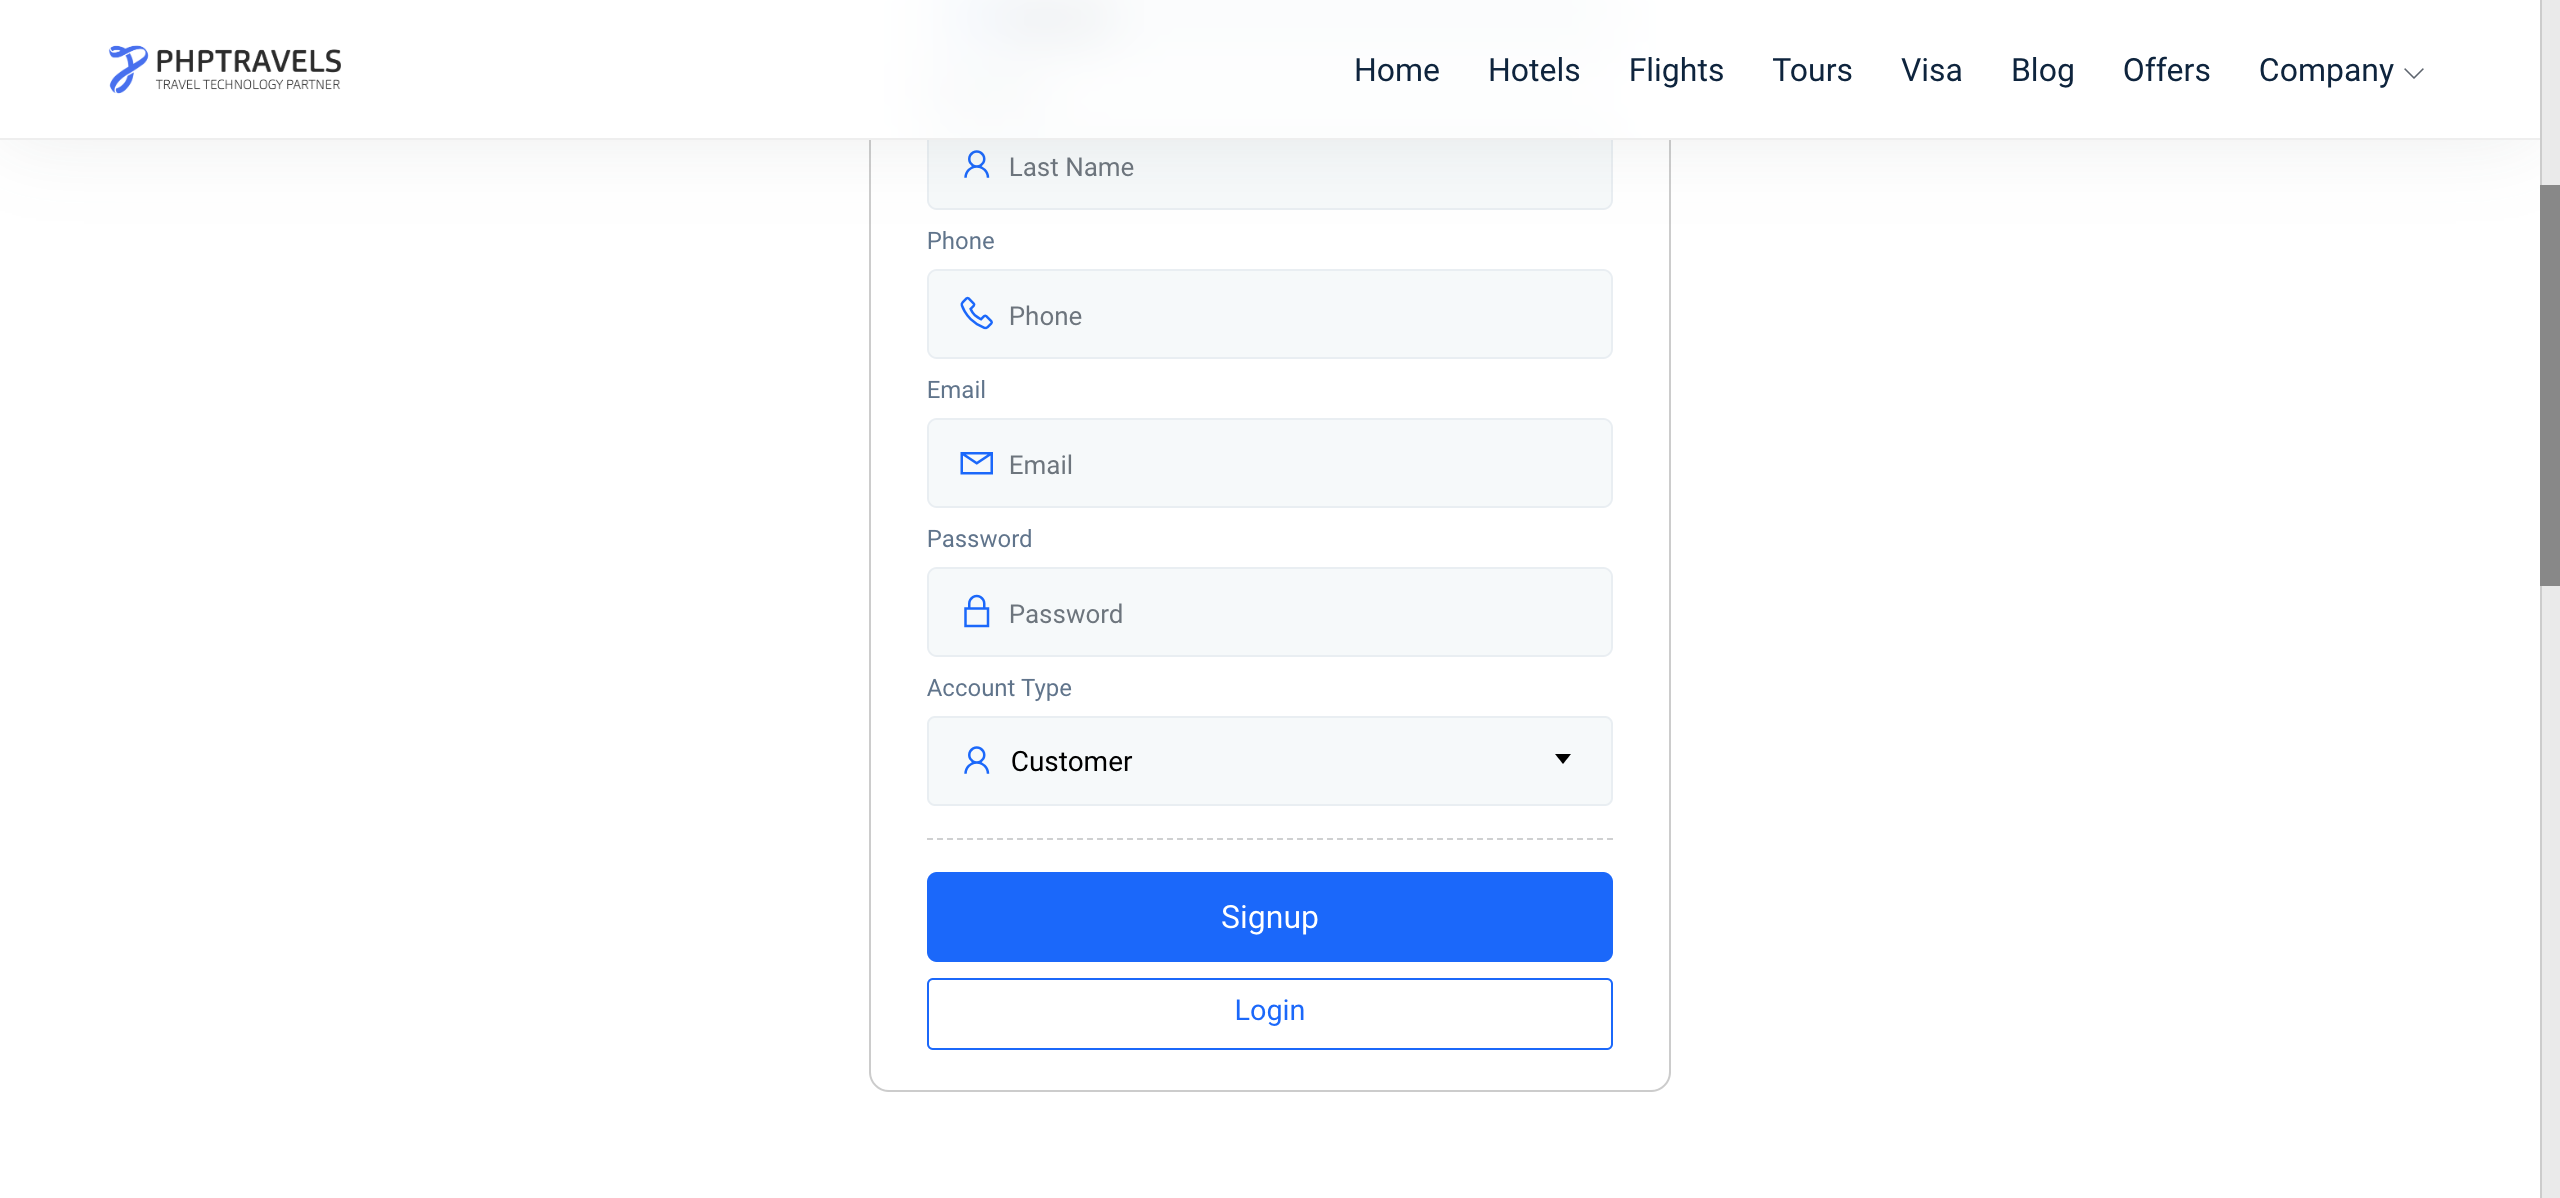 PHPTRAVELS
TRAVEL TECHNOLOGY PARTNER
Home Hotels Flights Tours Visa Blog Offers Company
Last Name
Phone
Phone
Email
Email
Password
Password
Account Type
Customer
Signup
Login